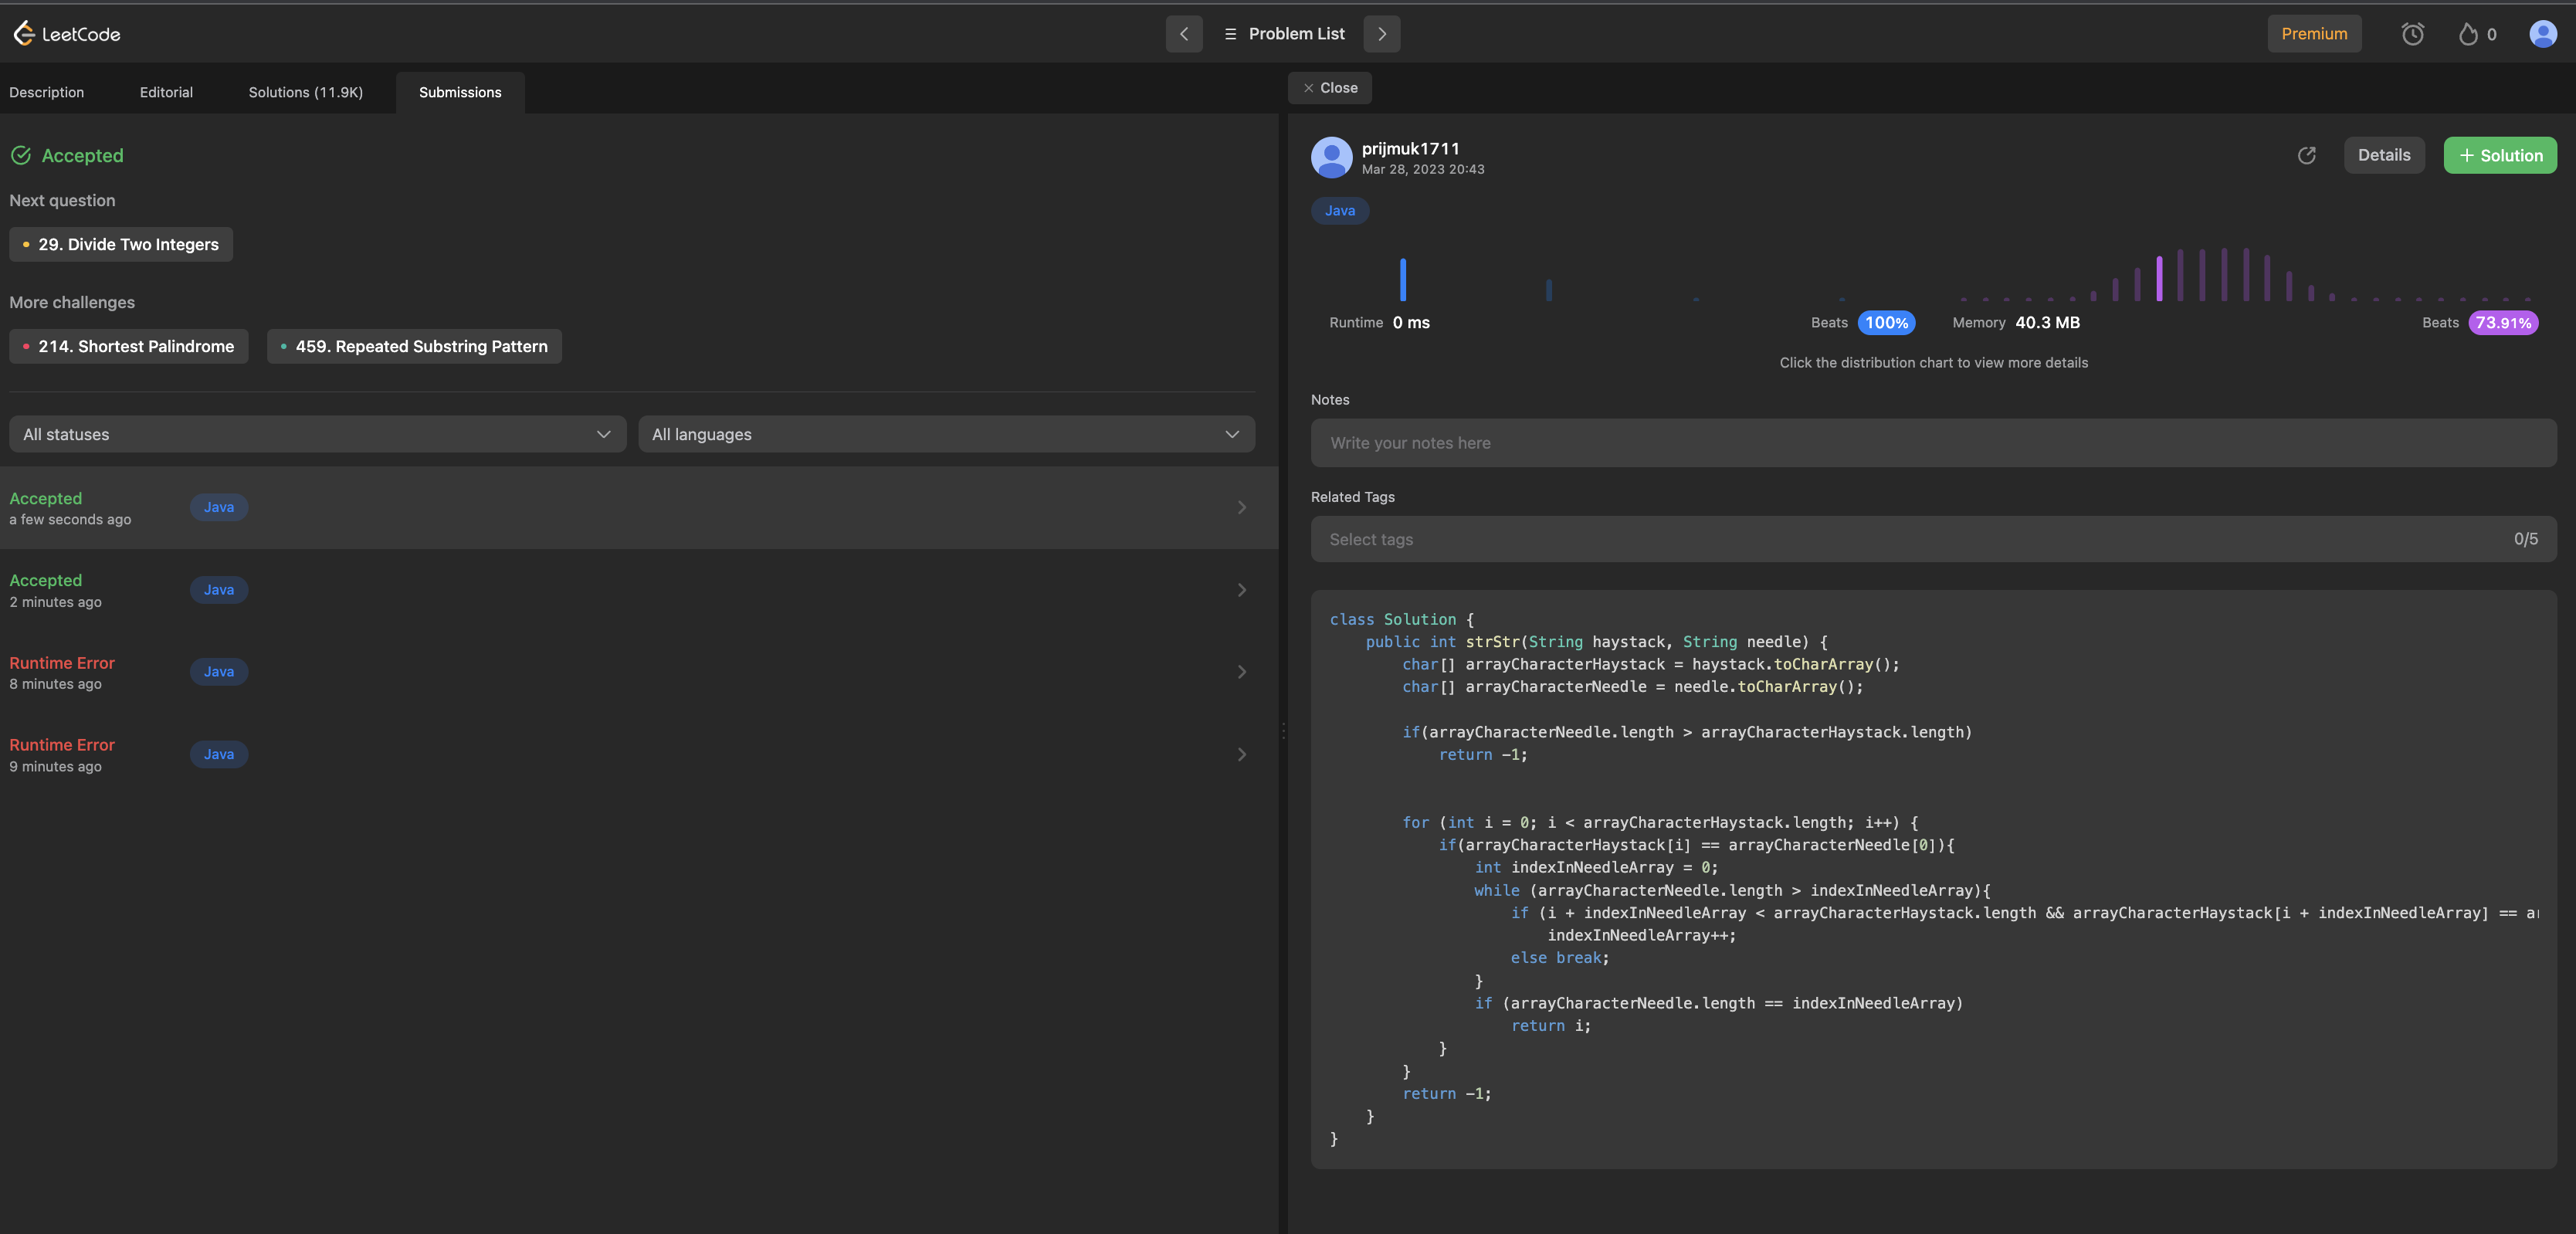 LeetCode
Problem List
Premium
0
Description
Editorial
Solutions (11.9K)
Submissions
Close
Accepted
Next question
29. Divide Two Integers
More challenges
214. Shortest Palindrome
459. Repeated Substring Pattern
All statuses
All languages
Accepted
a few seconds ago
Java
Accepted
2 minutes ago
Java
Runtime Error
8 minutes ago
Java
Runtime Error
9 minutes ago
Java
prijmuk1711
Mar 28, 2023 20:43
Details
+ Solution
Java
Runtime 0 ms
Beats 100%
Memory 40.3 MB
Beats 73.91%
Click the distribution chart to view more details
Notes
Write your notes here
Related Tags
Select tags
0/5
class Solution {
    public int strStr(String haystack, String needle) {
        char[] arrayCharacterHaystack = haystack.toCharArray();
        char[] arrayCharacterNeedle = needle.toCharArray();
        if(arrayCharacterNeedle.length > arrayCharacterHaystack.length)
            return -1;
        for (int i = 0; i < arrayCharacterHaystack.length; i++) {
            if(arrayCharacterHaystack[i] == arrayCharacterNeedle[0]){
                int indexInNeedleArray = 0;
                while (arrayCharacterNeedle.length > indexInNeedleArray){
                    if (i + indexInNeedleArray < arrayCharacterHaystack.length && arrayCharacterHaystack[i + indexInNeedleArray] ==
                        indexInNeedleArray++;
                    else break;
                }
                if (arrayCharacterNeedle.length == indexInNeedleArray)
                    return i;
            }
        }
        return -1;
    }
}